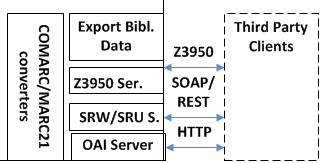 COMARC/MARC21
converters
Export Bibl.
Data
Z3950 Ser.
SRW/SRU S.
OAI Server
Z3950
SOAP/
REST
HTTP
Third Party
Clients